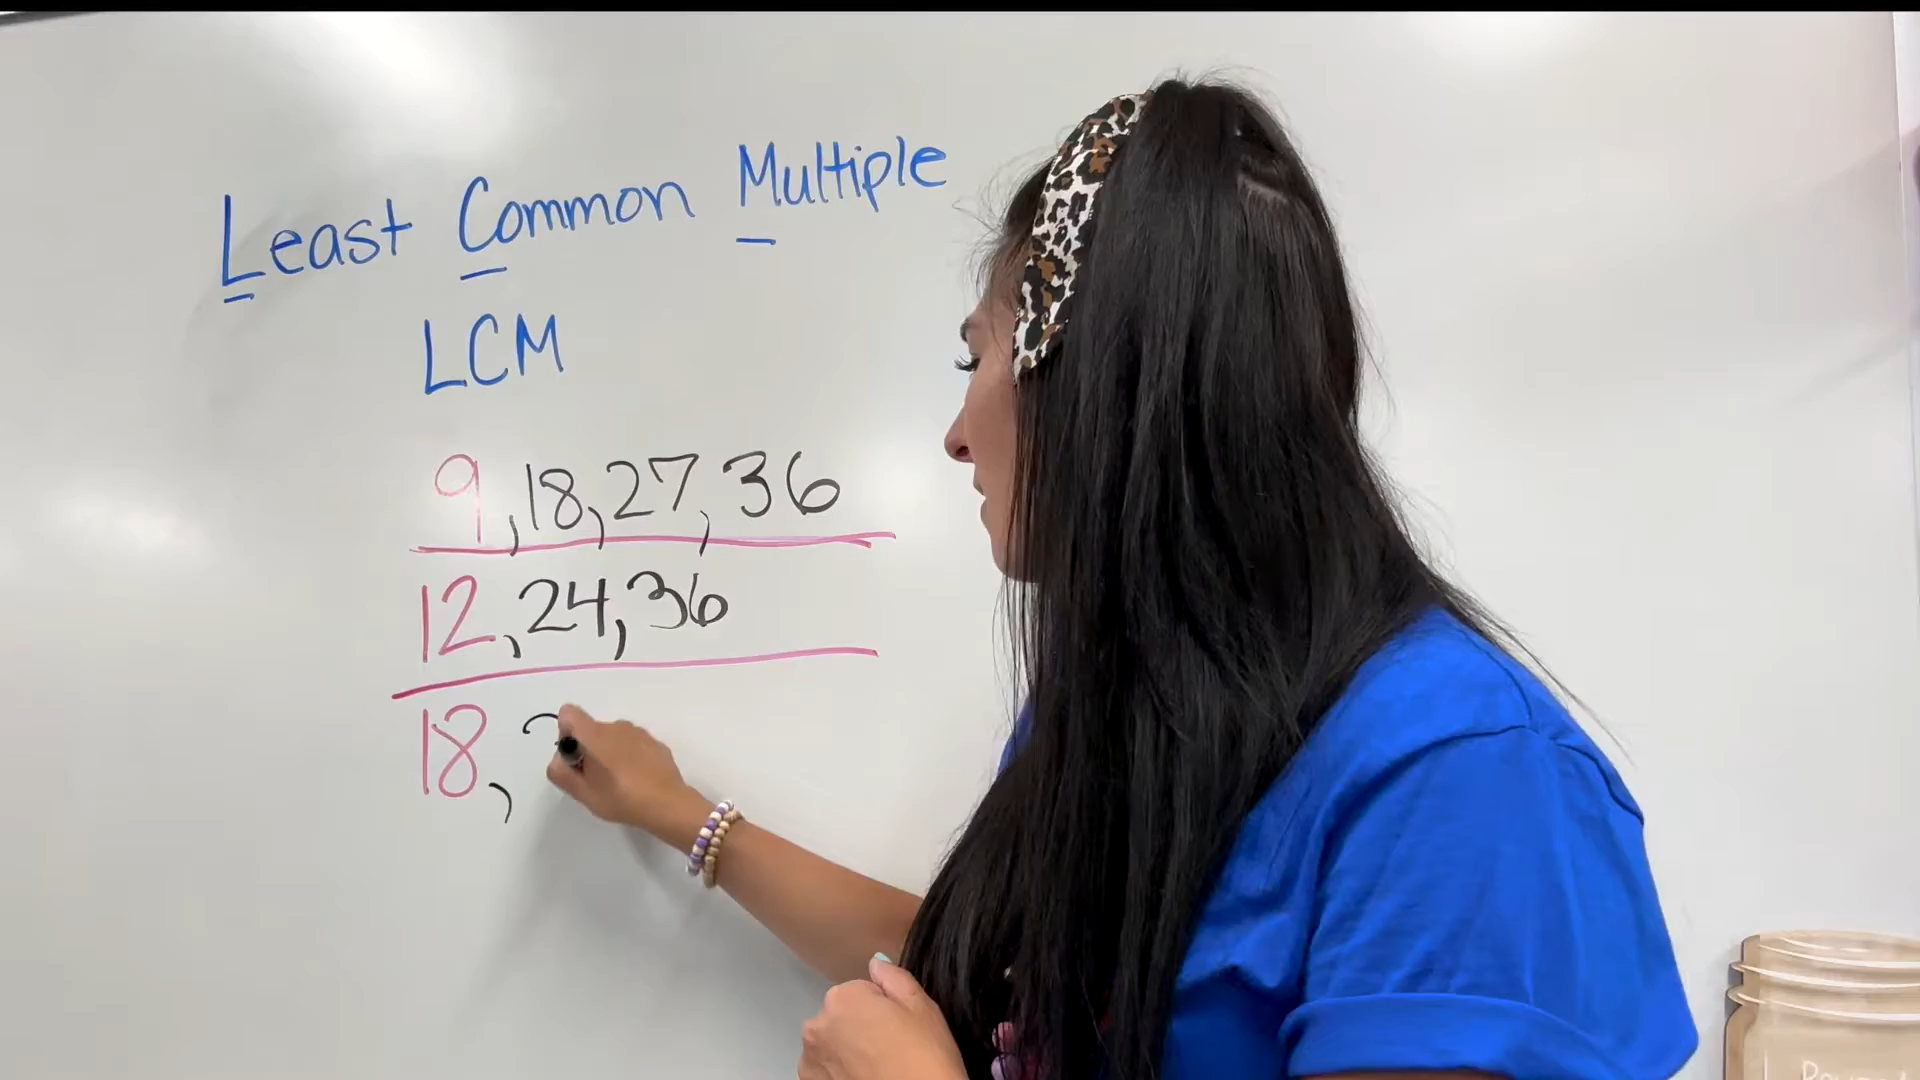 Least Common Multiple
LCM
9, 18, 27, 36
12, 24, 36
18,